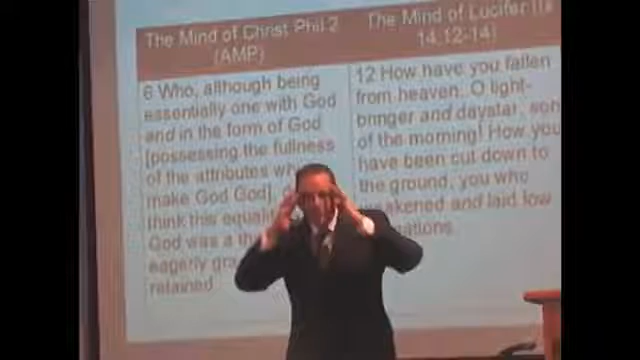 The Mind of Christ Phil 2
(AMP)
6 Who, although being
essentially one with God
and in the form of God
[possessing the fullness
of the attributes
make God God],
think this
God was a
eagerly
retained
The Mind of Lucifer (Is
14.12-14)
12 How have you fallen
from heaven, O light-
bringer and daystar, son
of the morning! How you
have been cut down to
the ground, you who
and laid low